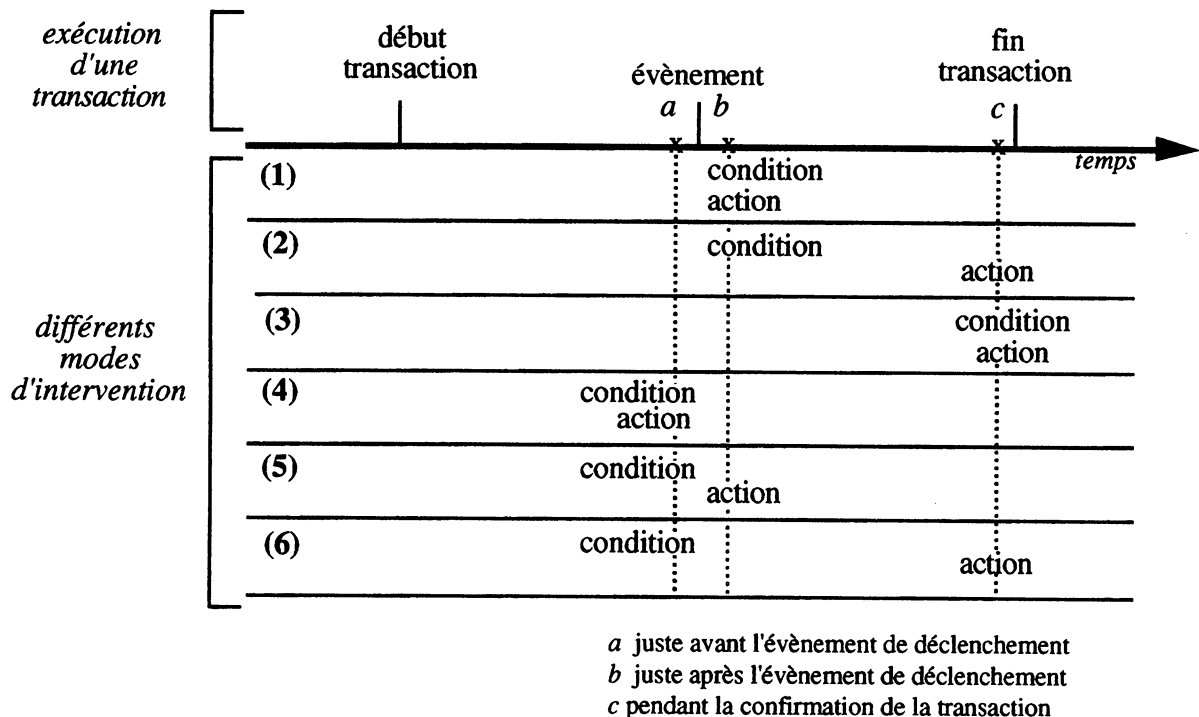 exécution
d'une
transaction
début
transaction
évènement
a b
fin
transaction
c
temps
(1)
condition
action
(2)
condition
action
différents
modes
d'intervention
(3)
condition
action
(4)
condition
action
(5)
condition
action
(6)
condition
action
a juste avant l'évènement de déclenchement
b juste après l'évènement de déclenchement
c pendant la confirmation de la transaction